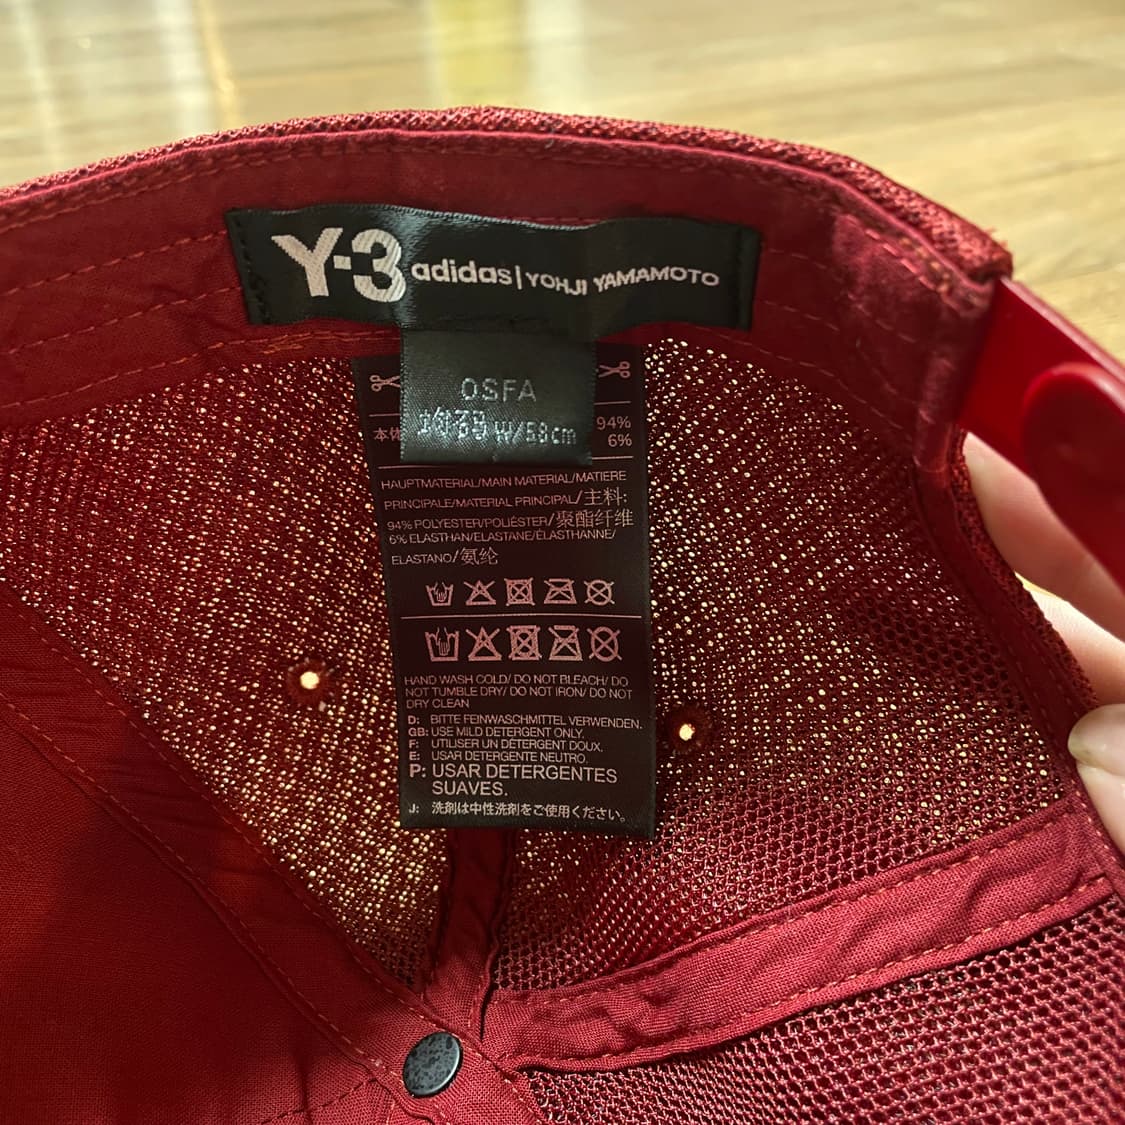 Y-3 adidas | YOHJI YAMAMOTO
OSFA
均码 W/58cm
本体
94%
6%
HAUPTMATERIAL/MAIN MATERIAL/MATIERE
PRINCIPALE/MATERIAL PRINCIPAL/主料:
94% POLYESTER/POLIÉSTER/聚酯纤维
6% ELASTHAN/ELASTANE/ÉLASTHANNE/
ELASTANO/氨纶
HAND WASH COLD/ DO NOT BLEACH/ DO
NOT TUMBLE DRY/ DO NOT IRON/ DO NOT
DRY CLEAN
D: BITTE FEINWASCHMITTEL VERWENDEN.
GB: USE MILD DETERGENT ONLY.
F: UTILISER UN DÉTERGENT DOUX.
E: USAR DETERGENTE NEUTRO.
P: USAR DETERGENTES
SUAVES.
J: 洗剤は中性洗剤をご使用ください。